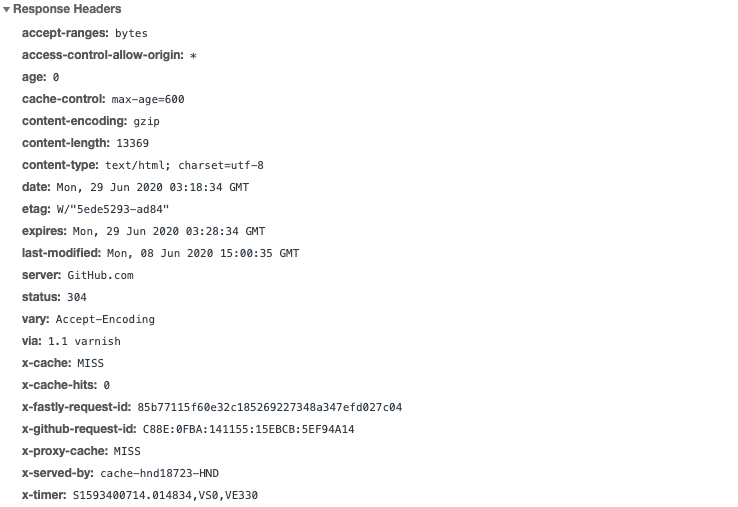 Response Headers
accept-ranges: bytes
access-control-allow-origin: *
age: 0
cache-control: max-age=600
content-encoding: gzip
content-length: 13369
content-type: text/html; charset=utf-8
date: Mon, 29 Jun 2020 03:18:34 GMT
etag: W/"5ede5293-ad84"
expires: Mon, 29 Jun 2020 03:28:34 GMT
last-modified: Mon, 08 Jun 2020 15:00:35 GMT
server: GitHub.com
status: 304
vary: Accept-Encoding
via: 1.1 varnish
x-cache: MISS
x-cache-hits: 0
x-fastly-request-id: 85b77115f60e32c185269227348a347efd027c04
x-github-request-id: C88E:0FBA:141155:15EBCB:5EF94A14
x-proxy-cache: MISS
x-served-by: cache-hnd18723-HND
x-timer: S1593400714.014834,VS0,VE330